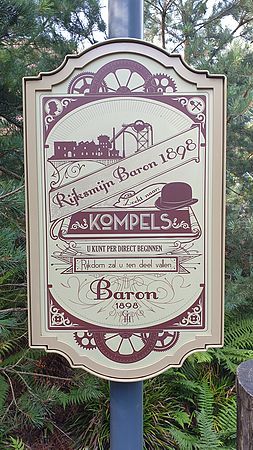 Rijksmijn Baron 1898
Zoekt naar
KOMPELS
U KUNT PER DIRECT BEGINNEN
Rijkdom zal u ten deel vallen
Baron
1898